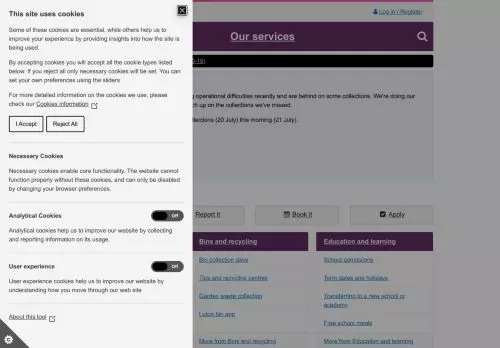 This site uses cookies
Some of these cookies are essential, while others help us to
improve your experience by providing insights into how the site is
being used.
By accepting cookies you will accept all the cookie types listed
below. If you reject all only necessary cookies will be set. You can
set your own preferences using the sliders
For more detailed information on the cookies we use, please
check our Cookies information
I Accept
Reject All
Necessary Cookies
Necessary cookies enable core functionality. The website cannot
function properly without these cookies, and can only be disabled
by changing your browser preferences.
Analytical Cookies
Off
Analytical cookies help us to improve our website by collecting
and reporting information on its usage.
User experience
Off
User experience cookies help us to improve our website by
understanding how you move through our web site
About this tool
Log in / Register
Our services
-19)
operational difficulties recently and are behind on some collections. We're doing our
up on the collections we've missed.
(20 July) this morning (21 July).
Report it
Book it
Apply
Bins and recycling
Bin collection days
Tips and recycling centres
Garden waste collection
Luton bin app
More from Bins and recycling
Education and learning
School admissions
Term dates and holidays
Transferring to a new school or
academy
Free school meals
More from Education and learning